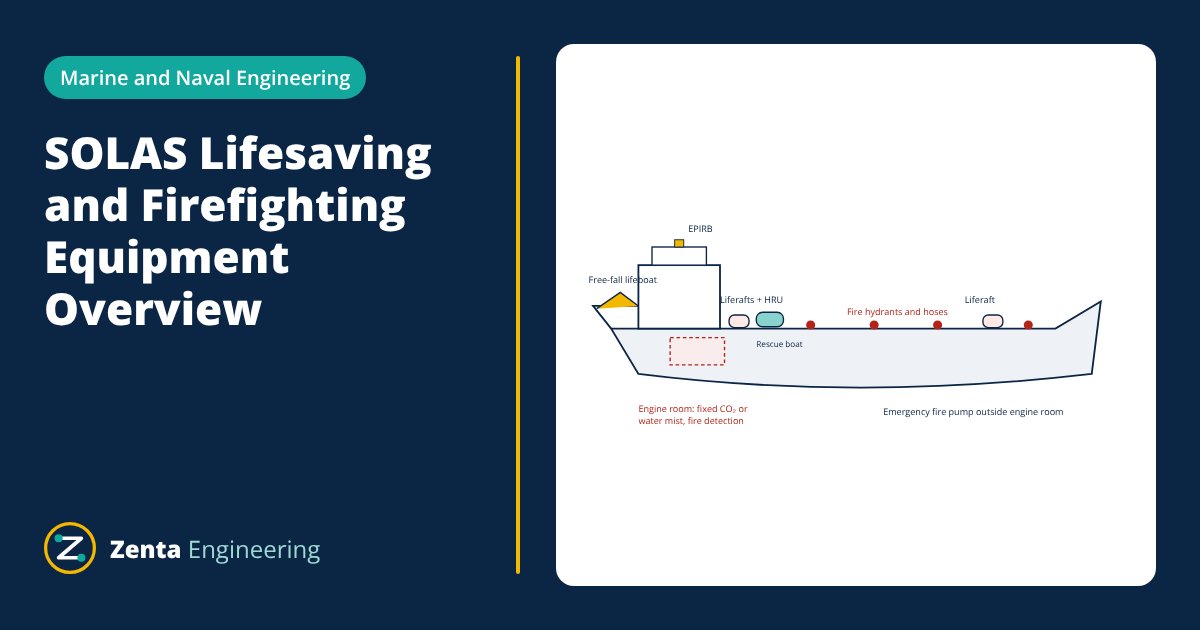 Marine and Naval Engineering
SOLAS Lifesaving
and Firefighting
Equipment
Overview
Zenta Engineering
EPIRB
Free-fall lifeboat
Liferafts + HRU
Liferaft
Fire hydrants and hoses
Rescue boat
Engine room: fixed CO₂ or
water mist, fire detection
Emergency fire pump outside engine room